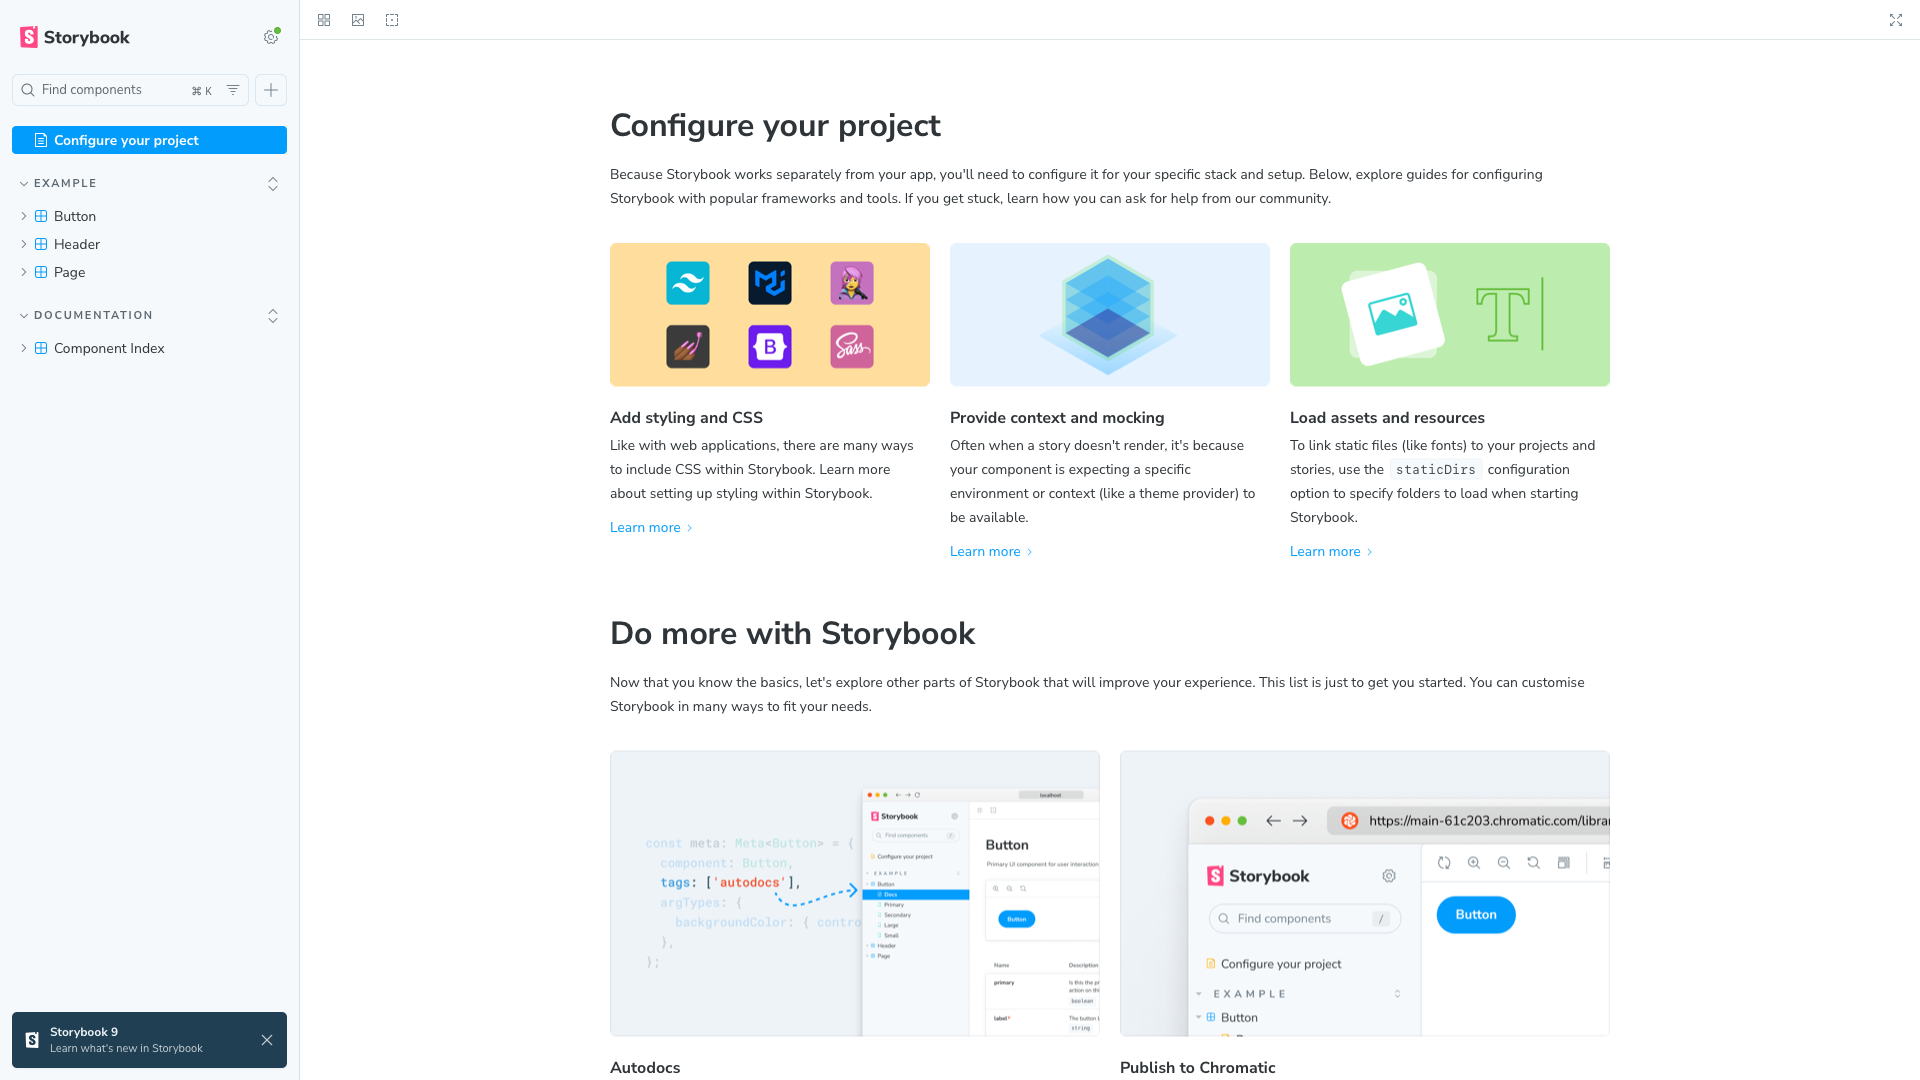 Storybook
Find components
⌘ K
Configure your project
EXAMPLE
Button
Header
Page
DOCUMENTATION
Component Index
Storybook 9
Learn what's new in Storybook
Configure your project
Because Storybook works separately from your app, you'll need to configure it for your specific stack and setup. Below, explore guides for configuring
Storybook with popular frameworks and tools. If you get stuck, learn how you can ask for help from our community.
B
Sass
T
Add styling and CSS
Like with web applications, there are many ways
to include CSS within Storybook. Learn more
about setting up styling within Storybook.
Learn more
Provide context and mocking
Often when a story doesn't render, it's because
your component is expecting a specific
environment or context (like a theme provider) to
be available.
Learn more
Load assets and resources
To link static files (like fonts) to your projects and
stories, use the staticDirs configuration
option to specify folders to load when starting
Storybook.
Learn more
Do more with Storybook
Now that you know the basics, let's explore other parts of Storybook that will improve your experience. This list is just to get you started. You can customise
Storybook in many ways to fit your needs.
const meta: Meta<Button> = {
component: Button,
tags: ['autodocs'],
argTypes: {
backgroundColor: { contro
},
};
localhost
Storybook
Find components
/
Configure your project
EXAMPLE
Button
Docs
Primary
Secondary
Large
Small
Header
Page
Button
Primary UI component for user interaction
Button
Name
Description
primary
Is this the pr
action on th
boolean
label*
The button l
string
https://main-61c203.chromatic.com/librar
Storybook
Find components
/
Configure your project
EXAMPLE
Button
Button
Autodocs
Publish to Chromatic